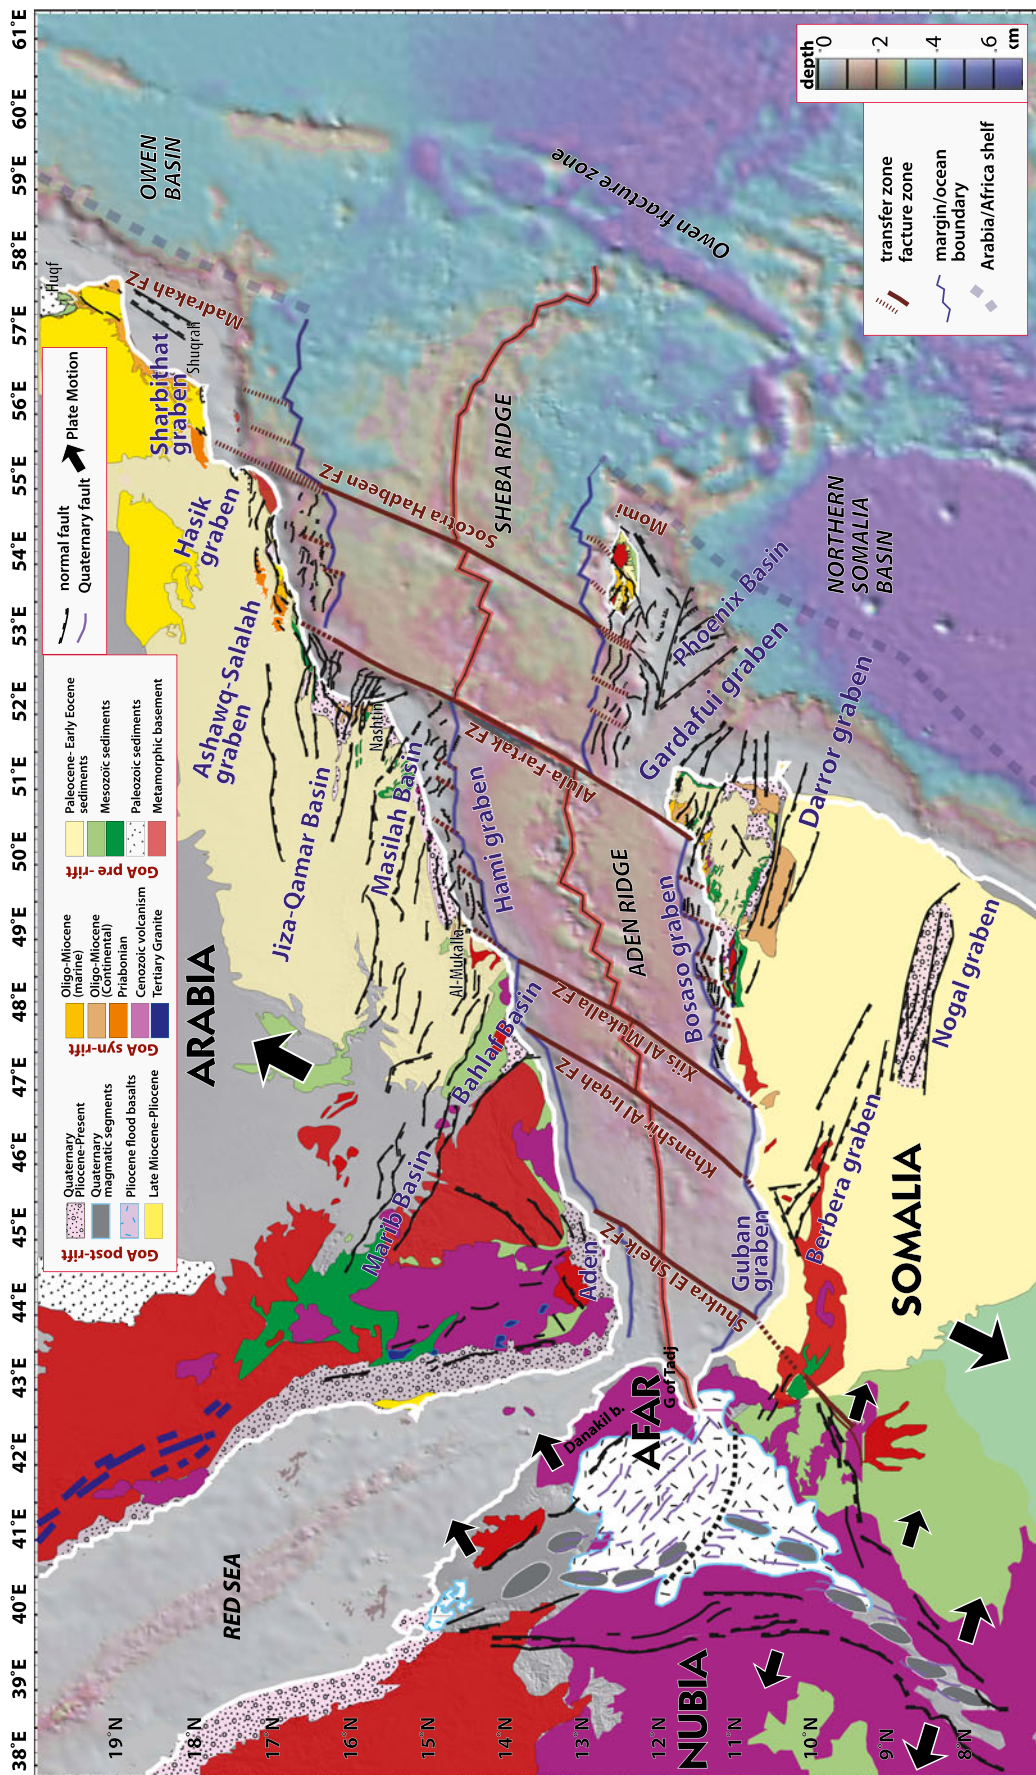 38°E 39°E 40°E 41°E 42°E 43°E 44°E 45°E 46°E 47°E 48°E 49°E 50°E 51°E 52°E 53°E 54°E 55°E 56°E 57°E 58°E 59°E 60°E 61°E
19°N
18°N
17°N
16°N
15°N
14°N
13°N
12°N
11°N
10°N
9°N
8°N
GoA post-rift
Quaternary
Pliocene-Present
Quaternary
magmatic segments
Pliocene flood basalts
Late Mliocene-Pliocene
GoA syn-rift
Oligo-Miocene
(marine)
Oligo-Miocene
(Continental)
Priabonian
Cenozoic volcanism
Tertiary Granite
GoA pre-rift
Paleocene- Early Eocene
sediments
Mesozoic sediments
Paleozoic sediments
Metamorphic basement
normal fault
Quaternary fault
Plate Motion
RED SEA
ARABIA
Jiza-Qamar Basin
Ashawq-Salalah
graben
Hasik
graben
Sharbithat
graben
Shuqrah
Huqf
Madrakah FZ
OWEN
BASIN
Marib Basin
Bahlaf Basin
Al-Mukalla
Masilah Basin
Nashtin
Hami graben
Aden
Socotra Hadbeen FZ
SHEBA RIDGE
Alula-Fartak FZ
ADEN RIDGE
Xiis Al Mukalla FZ
Khanshir Al Irqah FZ
Shukra El Sheik FZ
Owen fracture zone
Danakil b.
AFAR
G of Tadj
NUBIA
Guban
graben
Bosaso graben
Berbera graben
SOMALIA
Nogal graben
Darror graben
Gardafui graben
Phoenix Basin
Momi
NORTHERN
SOMALIA
BASIN
transfer zone
facture zone
margin/ocean
boundary
Arabia/Africa shelf
depth
0
2
4
6
cm